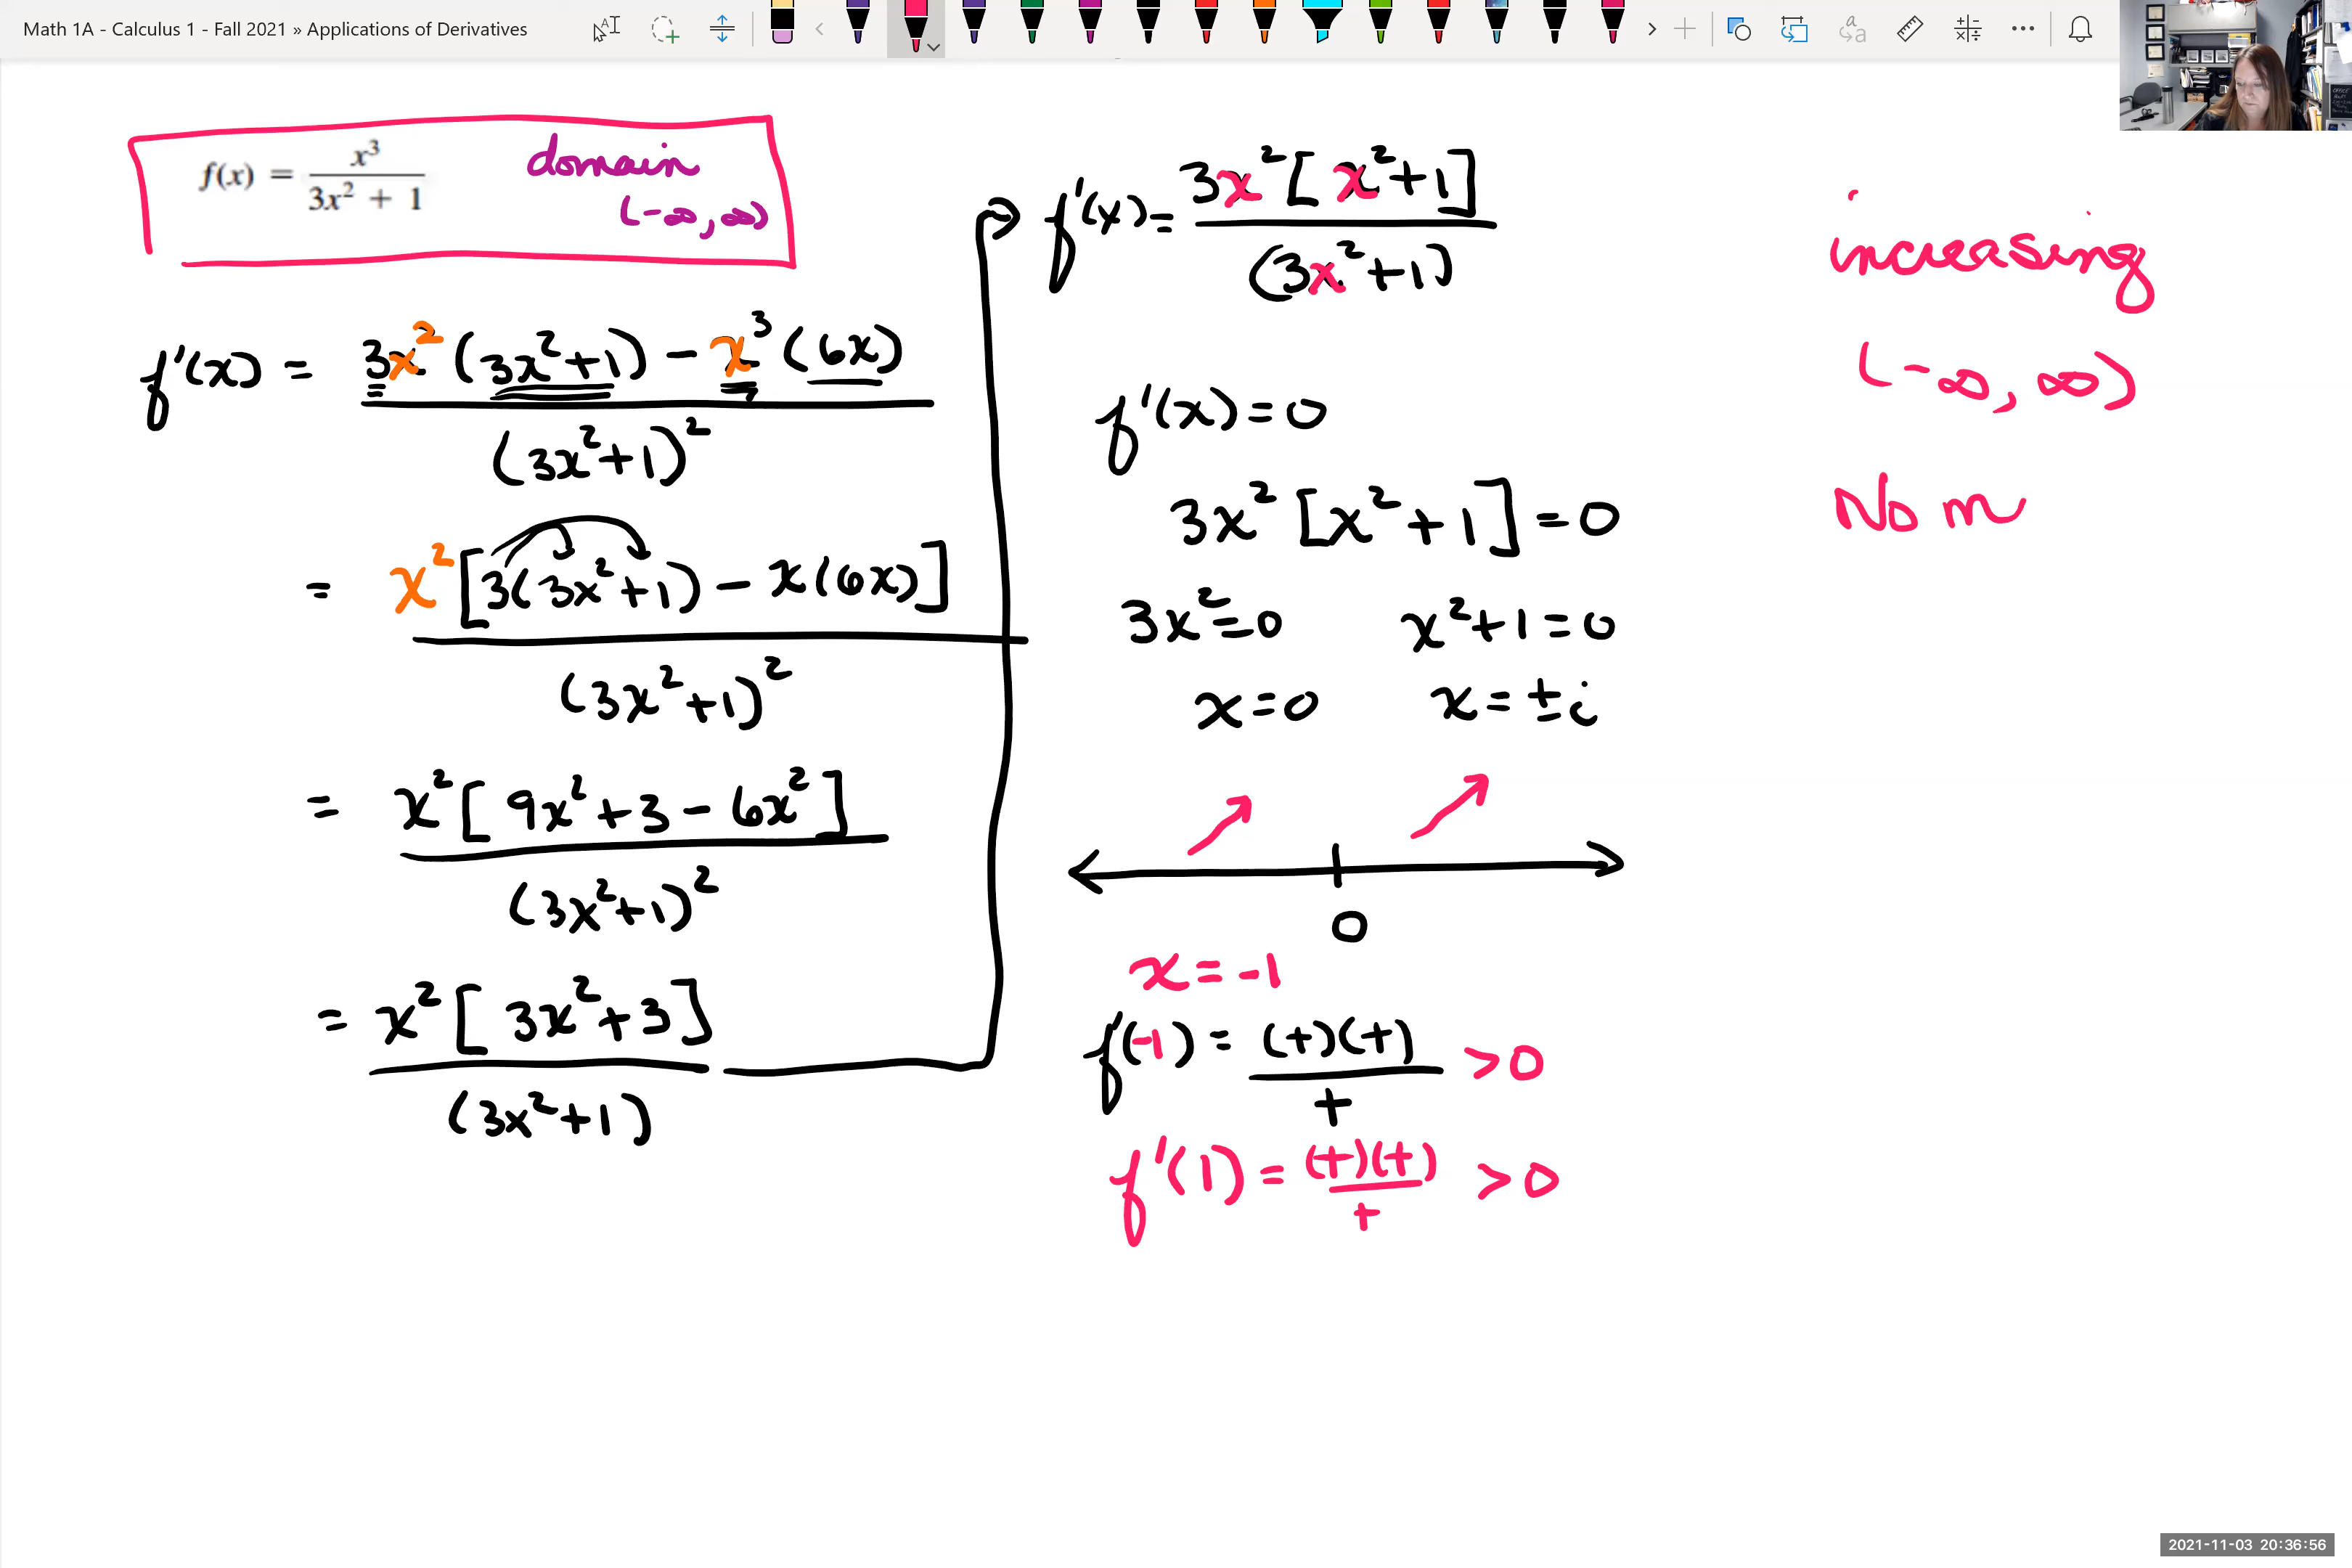 Math 1A - Calculus 1 - Fall 2021 » Applications of Derivatives
f(x) = x³ / (3x² + 1)
domain
(-∞, ∞)
f'(x) = 3x²(3x²+1) - x³(6x) / (3x²+1)²
= x²[3(3x²+1) - x(6x)] / (3x²+1)²
= x²[9x²+3-6x²] / (3x²+1)²
= x²[3x²+3] / (3x²+1)
f'(x) = 3x²[x²+1] / (3x²+1)
f'(x)=0
3x²[x²+1]=0
3x²=0 x²+1=0
x=0 x=±i
0
x=-1
f'(-1) = (+)(+) / + >0
f'(1) = (+)(+) / + >0
increasing
(-∞, ∞)
No m
2021-11-03 20:36:56